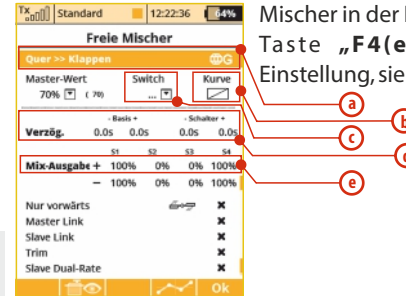 Tx Standard 12:22:36 64%
Freie Mischer
Quer >> Klappen G
Master-Wert Switch Kurve
70% ( 70) ...
- Basis + - Schalter +
Verzög. 0.0s 0.0s 0.0s 0.0s
S1 S2 S3 S4
Mix-Ausgabe + 100% 0% 0% 100%
− 100% 0% 0% 100%
Nur vorwärts ✖
Master Link ✖
Slave Link ✖
Trim ✖
Slave Dual-Rate ✖
Ok
Mischer in der
Taste „F4(e
Einstellung, sie
a
b
c
d
e